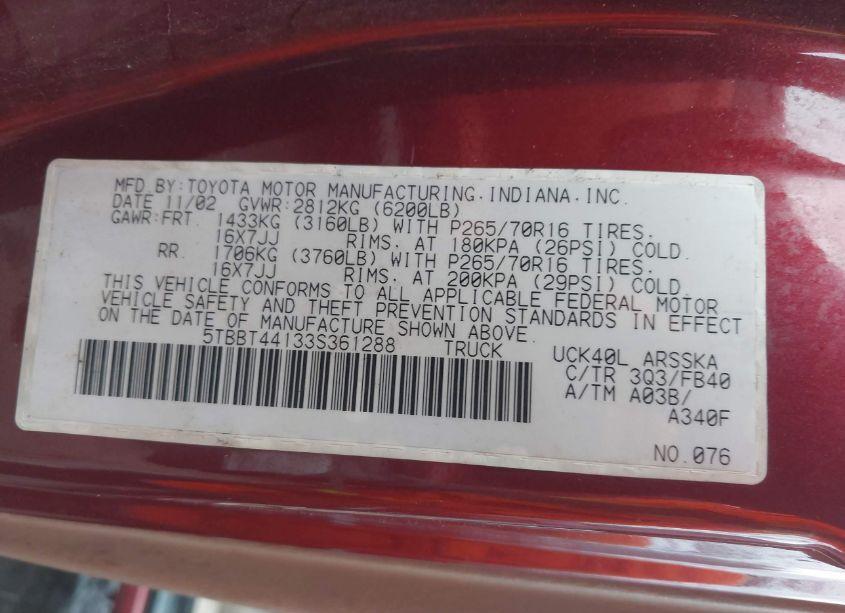 MFD.BY:TOYOTA MOTOR MANUFACTURING.INDIANA,INC.
DATE 11/02 GVWR:2812KG (6200LB)
GAWR:FRT. 1433KG (3160LB) WITH P265/70R16 TIRES.
16X7JJ RIMS. AT 180KPA (26PSI) COLD.
RR. 1706KG (3760LB) WITH P265/70R16 TIRES.
16X7JJ RIMS. AT 200KPA (29PSI) COLD.
THIS VEHICLE CONFORMS TO ALL APPLICABLE FEDERAL MOTOR
VEHICLE SAFETY AND THEFT PREVENTION STANDARDS IN EFFECT
ON THE DATE OF MANUFACTURE SHOWN ABOVE.
5TBBT44133S361288 TRUCK
UCK40L ARSSKA
C/TR 3Q3/FB40
A/TM A03B/
A340F
NO.076